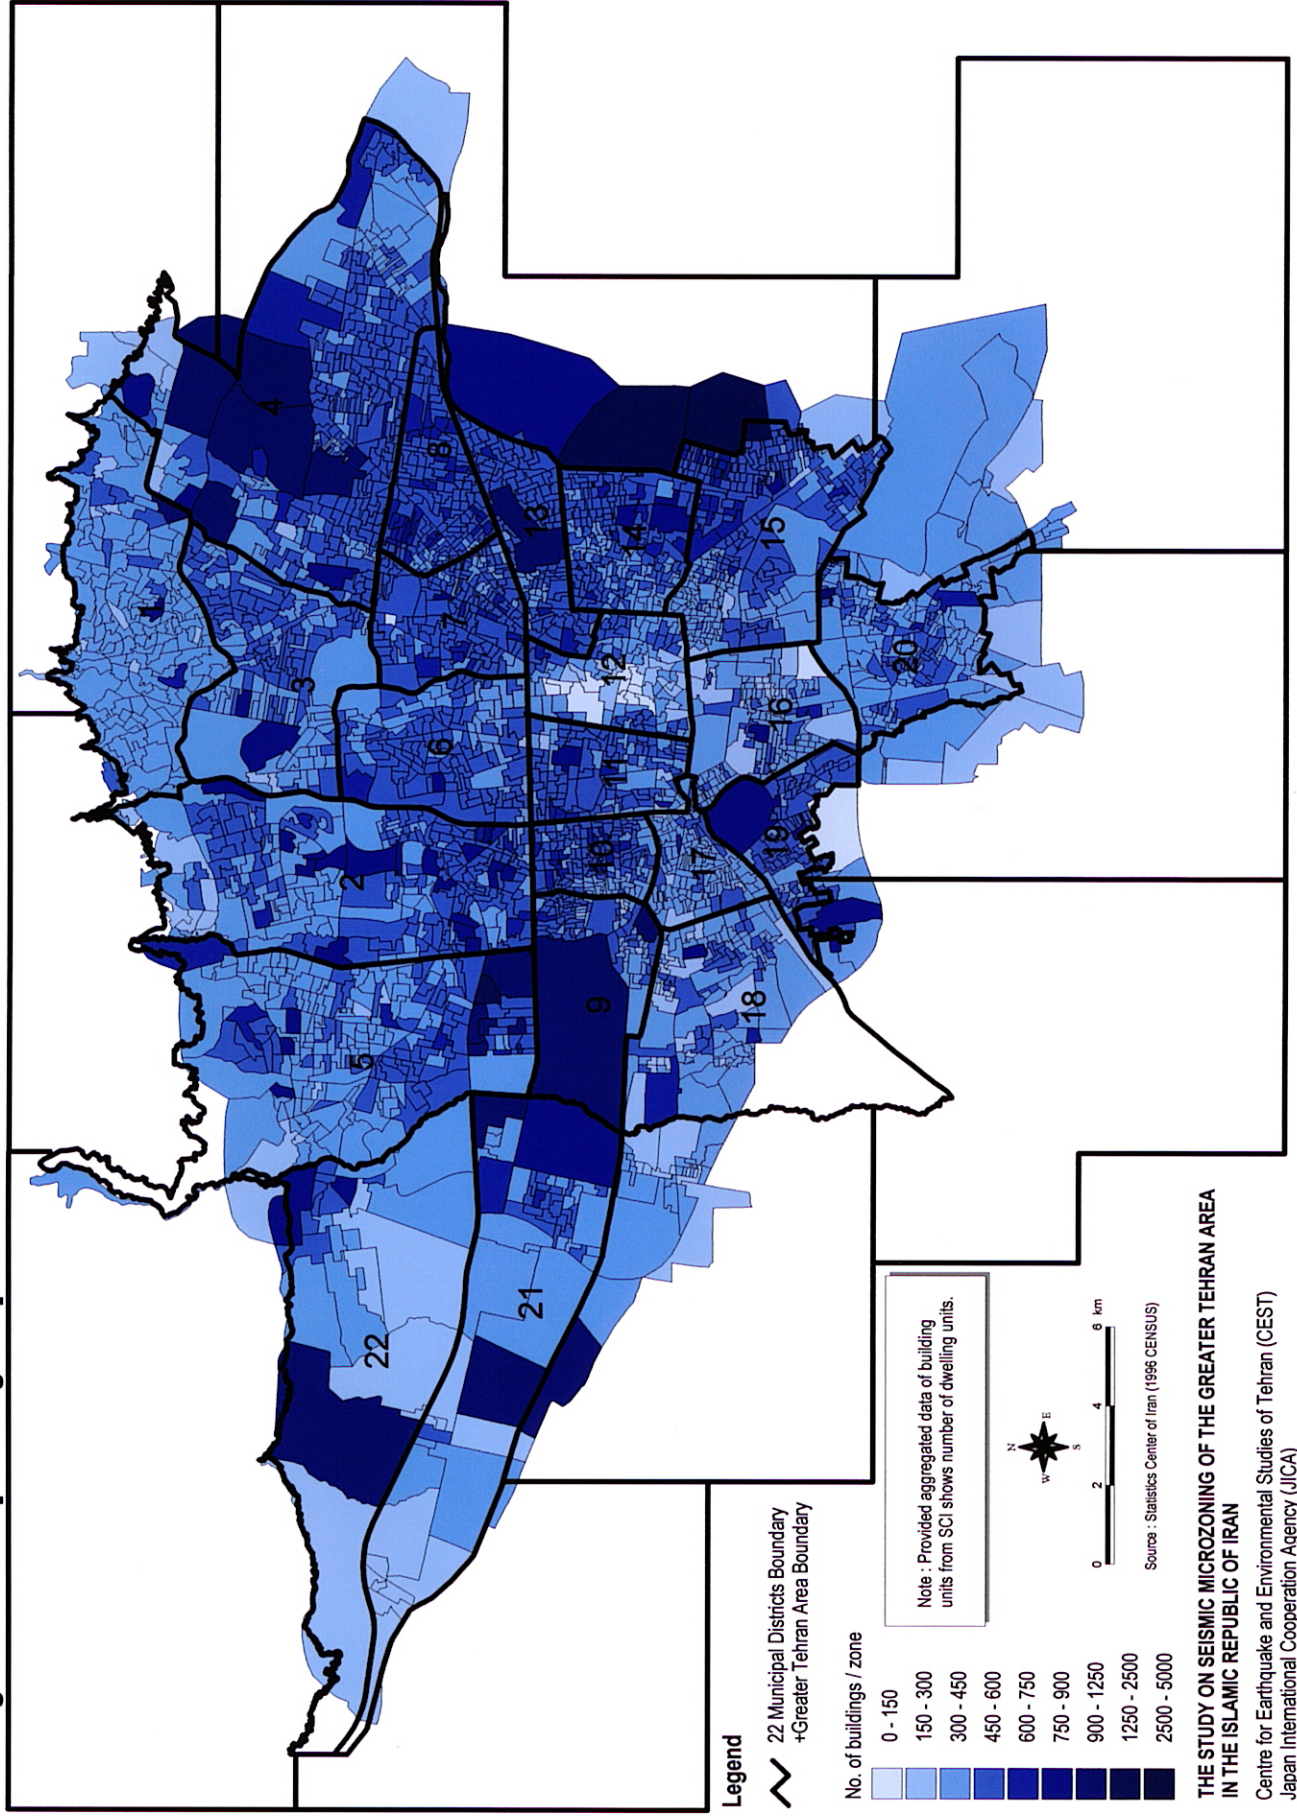 1
2
3
4
5
6
7
8
9
10
11
12
13
14
15
16
17
18
19
20
21
22
Legend
22 Municipal Districts Boundary
+Greater Tehran Area Boundary
No. of buildings / zone
0 - 150
150 - 300
300 - 450
450 - 600
600 - 750
750 - 900
900 - 1250
1250 - 2500
2500 - 5000
Note : Provided aggregated data of building
units from SCI shows number of dwelling units.
N
W E
S
0 2 4 6 km
Source : Statistics Center of Iran (1996 CENSUS)
THE STUDY ON SEISMIC MICROZONING OF THE GREATER TEHRAN AREA
IN THE ISLAMIC REPUBLIC OF IRAN
Centre for Earthquake and Environmental Studies of Tehran (CEST)
Japan International Cooperation Agency (JICA)